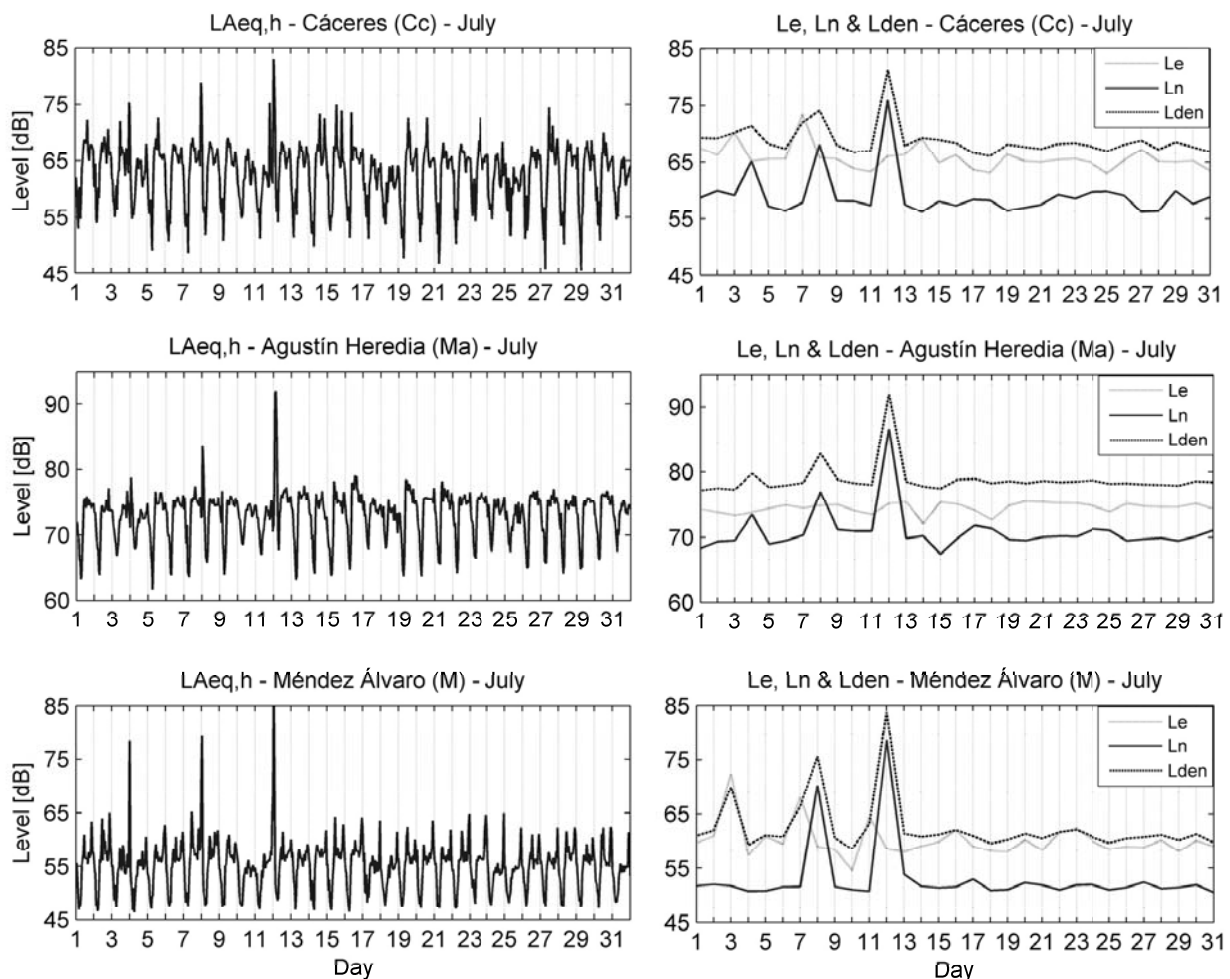 LAeq,h - Cáceres (Cc) - July
Level [dB]
85
75
65
55
45
1 3 5 7 9 11 13 15 17 19 21 23 25 27 29 31
Le, Ln & Lden - Cáceres (Cc) - July
85
75
65
55
45
1 3 5 7 9 11 13 15 17 19 21 23 25 27 29 31
Le
Ln
Lden
LAeq,h - Agustín Heredia (Ma) - July
Level [dB]
90
80
70
60
1 3 5 7 9 11 13 15 17 19 21 23 25 27 29 31
Le, Ln & Lden - Agustín Heredia (Ma) - July
90
80
70
60
1 3 5 7 9 11 13 15 17 19 21 23 25 27 29 31
Le
Ln
Lden
LAeq,h - Méndez Álvaro (M) - July
Level [dB]
85
75
65
55
45
1 3 5 7 9 11 13 15 17 19 21 23 25 27 29 31
Day
Le, Ln & Lden - Méndez Álvaro (M) - July
85
75
65
55
45
1 3 5 7 9 11 13 15 17 19 21 23 25 27 29 31
Day
Le
Ln
Lden